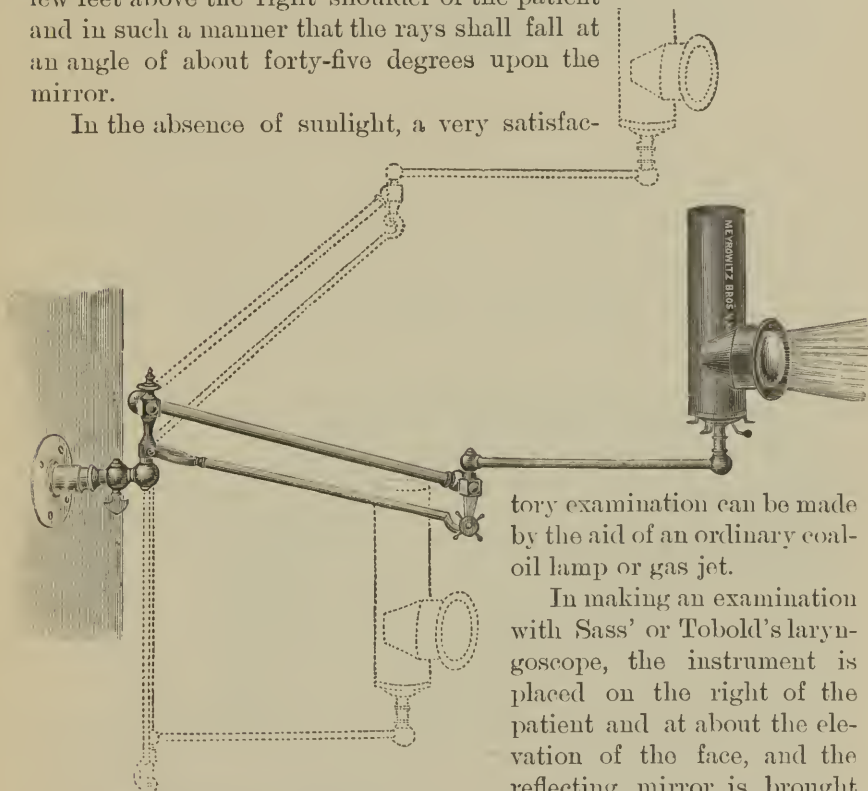 few feet above the right shoulder of the patient
and in such a manner that the rays shall fall at
an angle of about forty-five degrees upon the
mirror.
In the absence of sunlight, a very satisfac-
MEYROWITZ BROS
tory examination can be made
by the aid of an ordinary coal-
oil lamp or gas jet.
In making an examination
with Sass' or Tobold's laryn-
goscope, the instrument is
placed on the right of the
patient and at about the ele-
vation of the face, and the
reflecting mirror is brought